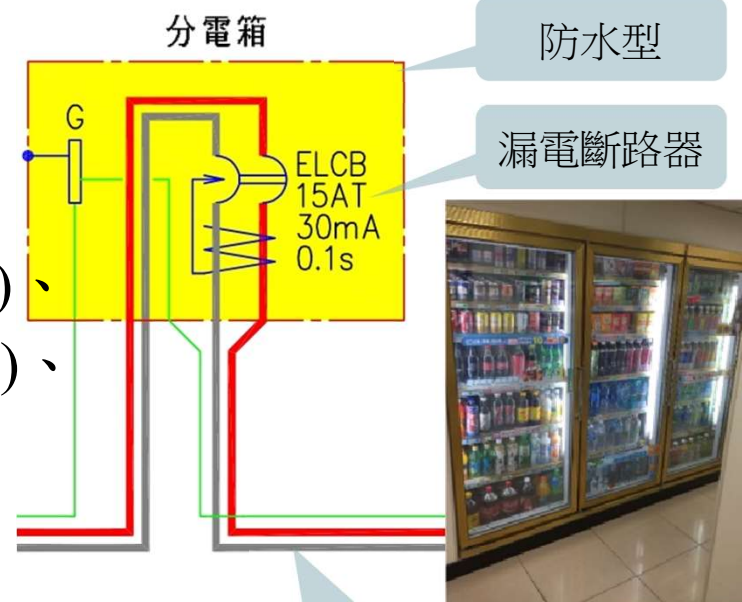 分電箱
防水型
G
漏電斷路器
ELCB
15AT
30mA
0.1s
)、
)、